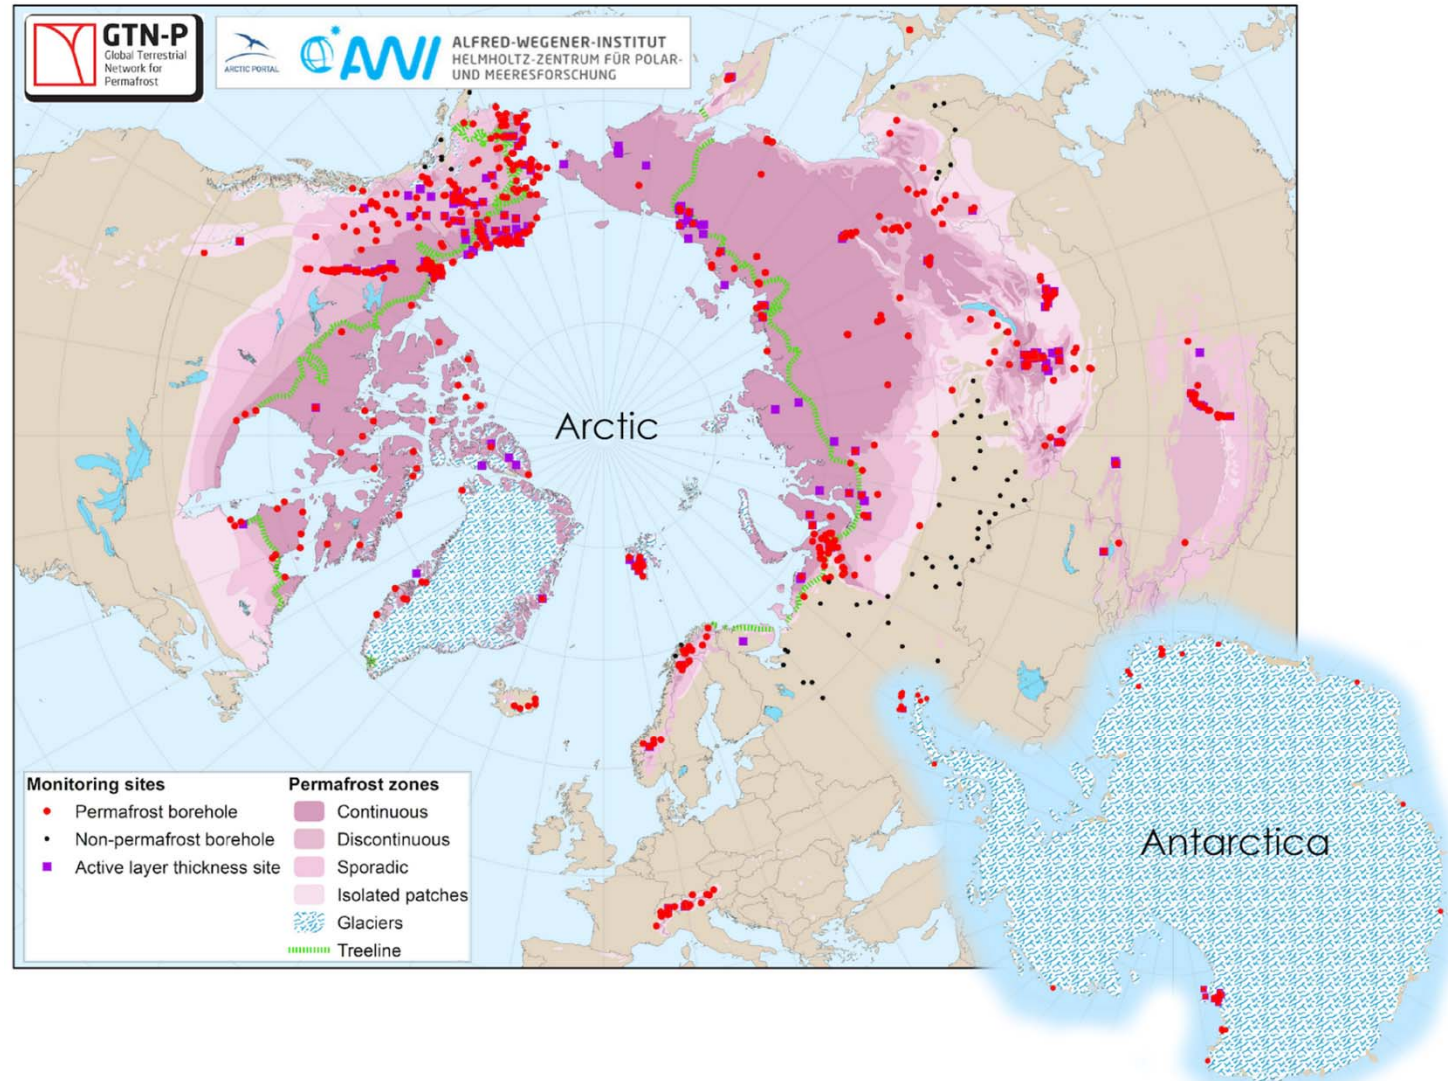 GTN-P
Global Terrestrial
Network for
Permafrost
ARCTIC PORTAL
AWI
ALFRED-WEGENER-INSTITUT
HELMHOLTZ-ZENTRUM FÜR POLAR-
UND MEERESFORSCHUNG
Arctic
Antarctica
Monitoring sites
Permafrost borehole
Non-permafrost borehole
Active layer thickness site
Permafrost zones
Continuous
Discontinuous
Sporadic
Isolated patches
Glaciers
Treeline